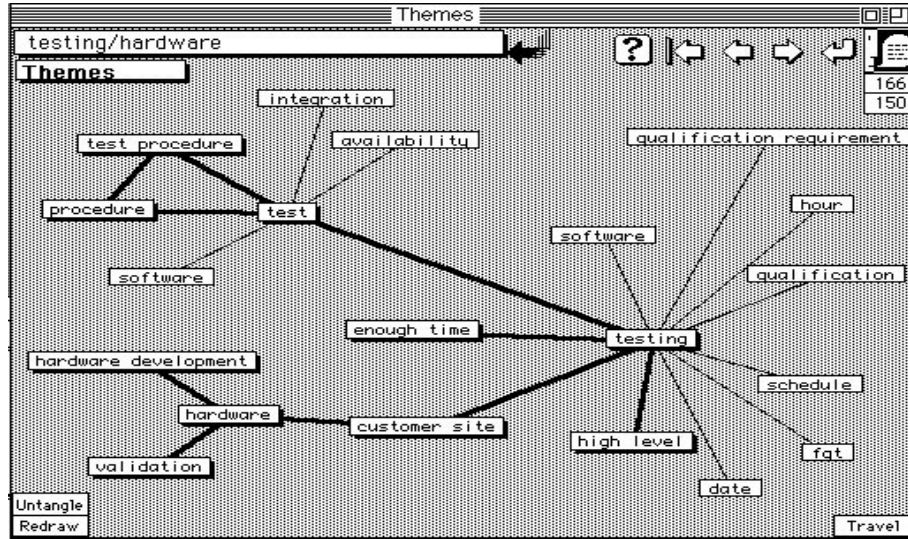 Themes
testing/hardware
?
Themes
166
150
integration
test procedure
availability
qualification requirement
procedure
test
hour
software
software
qualification
enough time
testing
hardware development
schedule
hardware
customer site
high level
fqt
validation
date
Untangle
Redraw
Travel